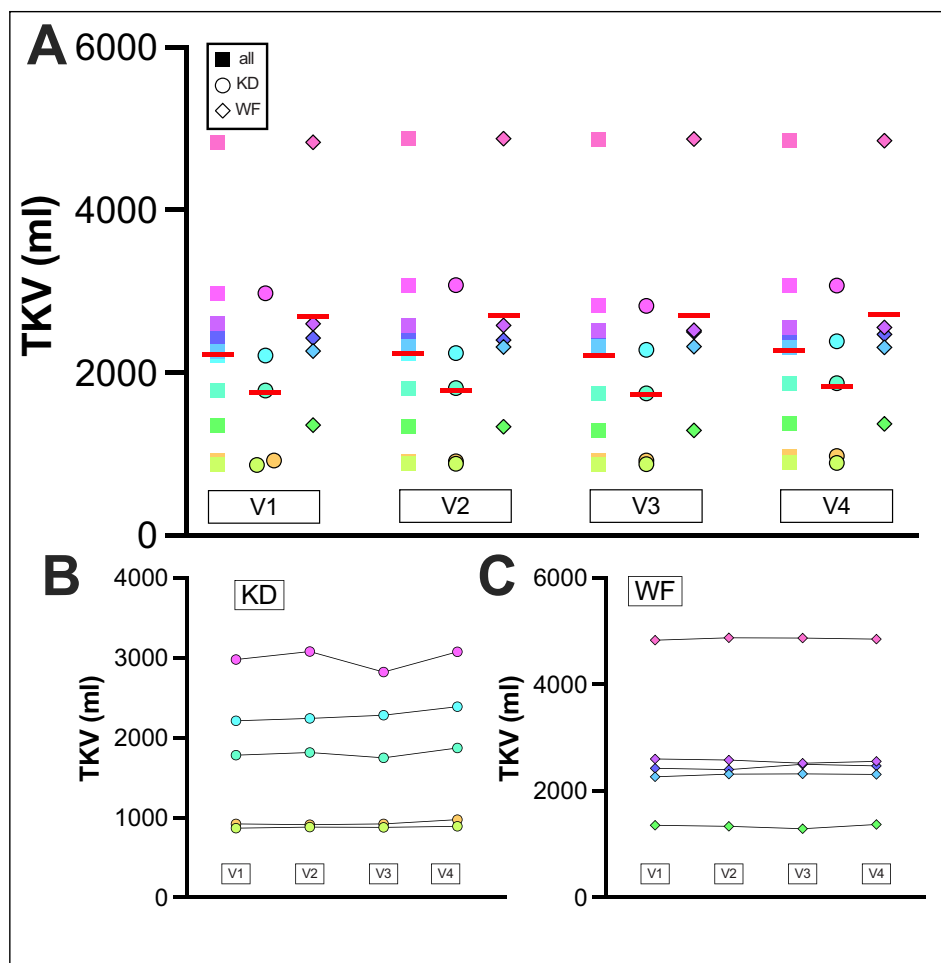 A
6000
all
KD
WF
4000
TKV (ml)
2000
V1 V2 V3 V4
0
B
4000
KD
3000
TKV (ml)
2000
1000
V1 V2 V3 V4
0
C
6000
WF
4000
TKV (ml)
2000
V1 V2 V3 V4
0